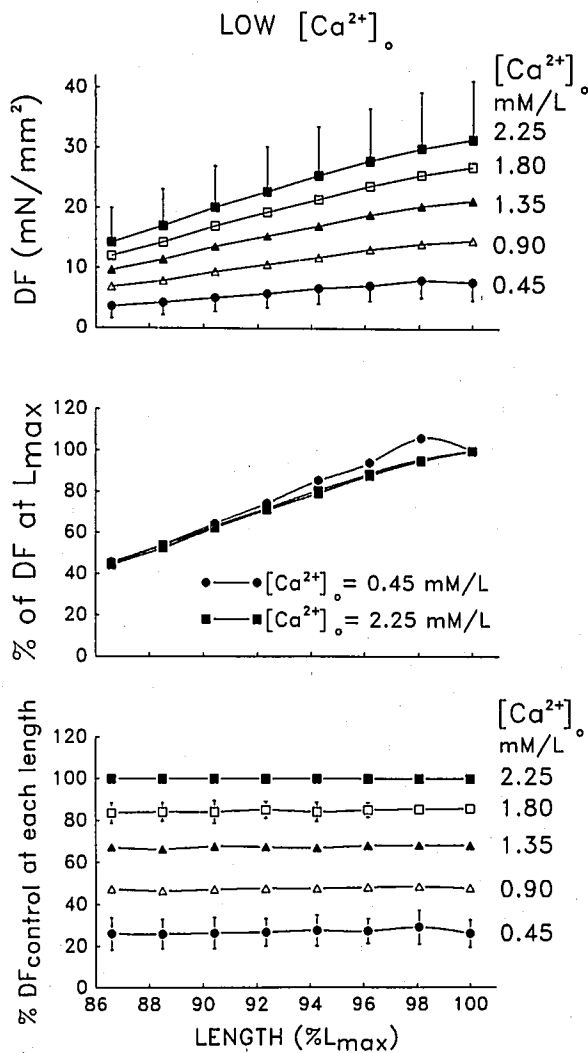 LOW [Ca²⁺]ₒ
DF (mN/mm²)
40
30
20
10
0
[Ca²⁺]ₒ
mM/L
2.25
1.80
1.35
0.90
0.45
% of DF at Lmax
120
100
80
60
40
20
0
[Ca²⁺]ₒ = 0.45 mM/L
[Ca²⁺]ₒ = 2.25 mM/L
% DFcontrol at each length
120
100
80
60
40
20
0
[Ca²⁺]ₒ
mM/L
2.25
1.80
1.35
0.90
0.45
86 88 90 92 94 96 98 100
LENGTH (%Lmax)